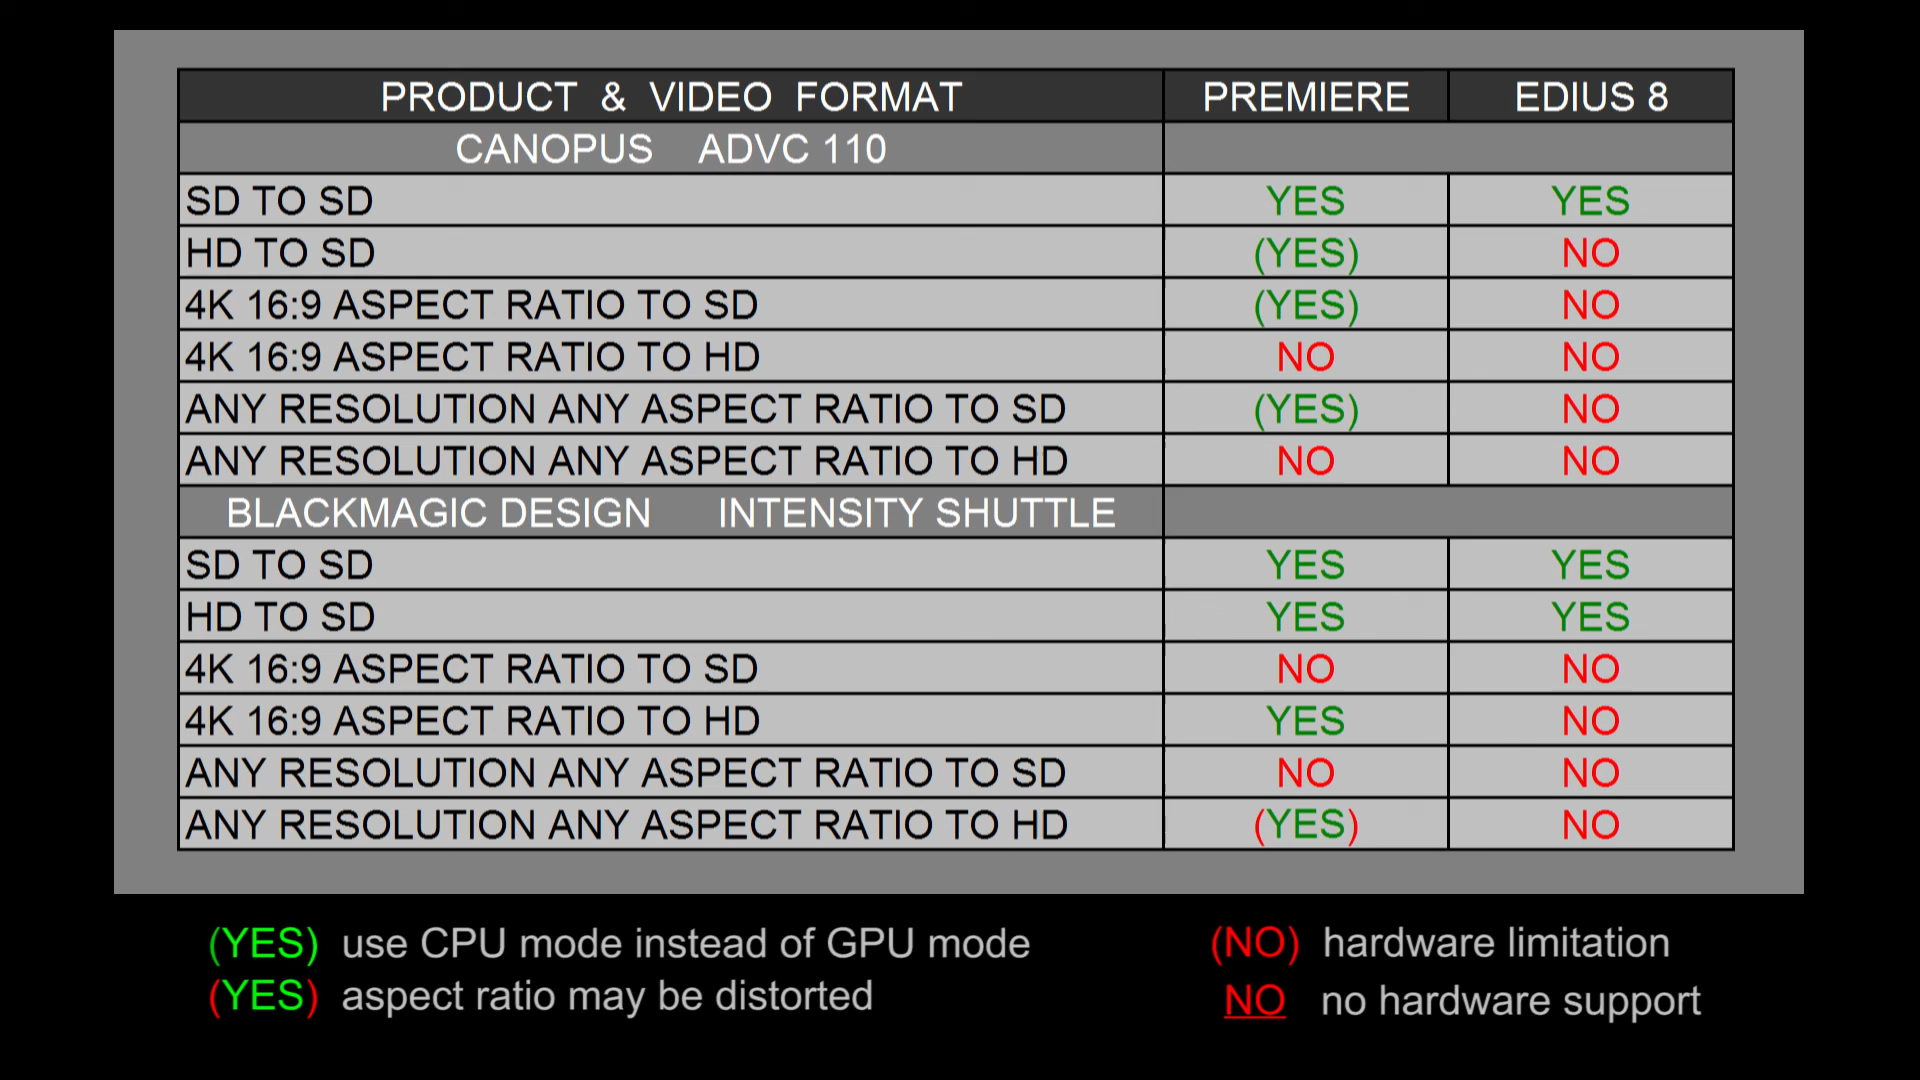 PRODUCT & VIDEO FORMAT PREMIERE EDIUS 8
CANOPUS ADVC 110
SD TO SD YES YES
HD TO SD (YES) NO
4K 16:9 ASPECT RATIO TO SD (YES) NO
4K 16:9 ASPECT RATIO TO HD NO NO
ANY RESOLUTION ANY ASPECT RATIO TO SD (YES) NO
ANY RESOLUTION ANY ASPECT RATIO TO HD NO NO
BLACKMAGIC DESIGN INTENSITY SHUTTLE
SD TO SD YES YES
HD TO SD YES YES
4K 16:9 ASPECT RATIO TO SD NO NO
4K 16:9 ASPECT RATIO TO HD YES NO
ANY RESOLUTION ANY ASPECT RATIO TO SD NO NO
ANY RESOLUTION ANY ASPECT RATIO TO HD (YES) NO
(YES) use CPU mode instead of GPU mode (NO) hardware limitation
(YES) aspect ratio may be distorted NO no hardware support